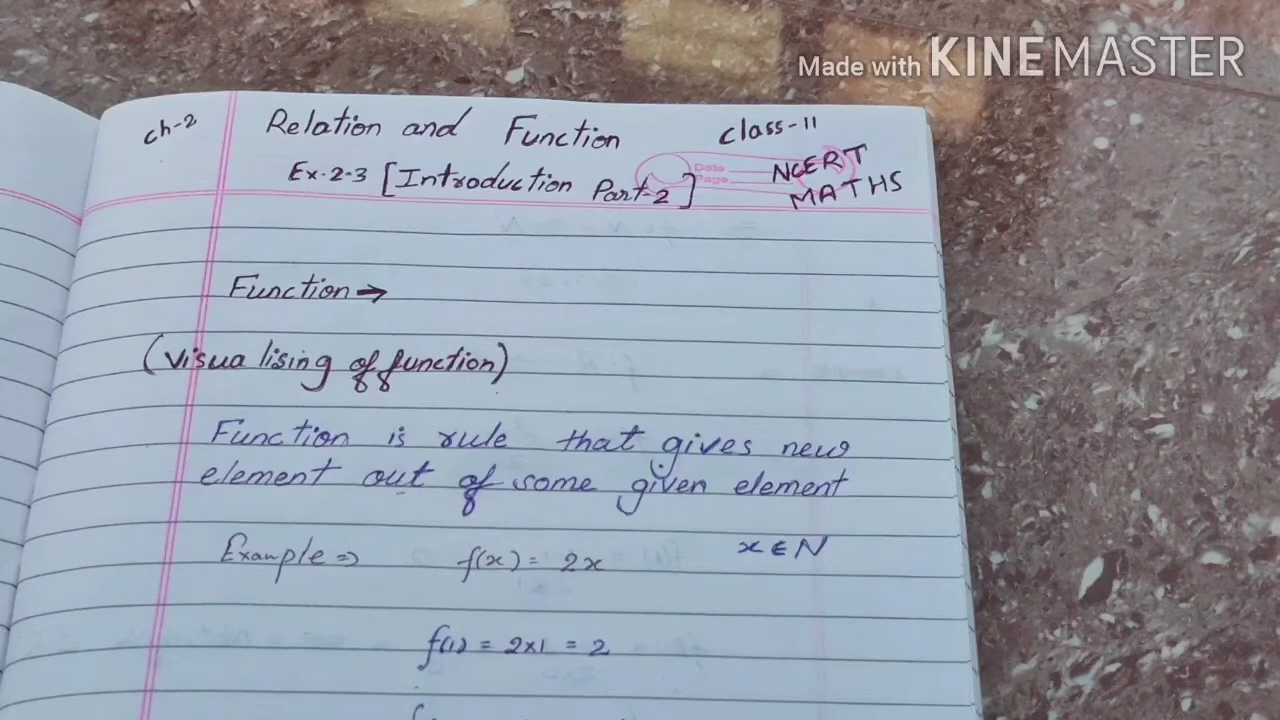 Made with KINEMASTER
ch-2 Relation and Function class-11
Ex-2-3 [Introduction Part-2] NCERT
MATHS
Date
Page
Function→
(visualising of function)
Function is rule that gives new
element out of some given element
Example⇒ f(x) = 2x x∈N
f(1) = 2×1 = 2